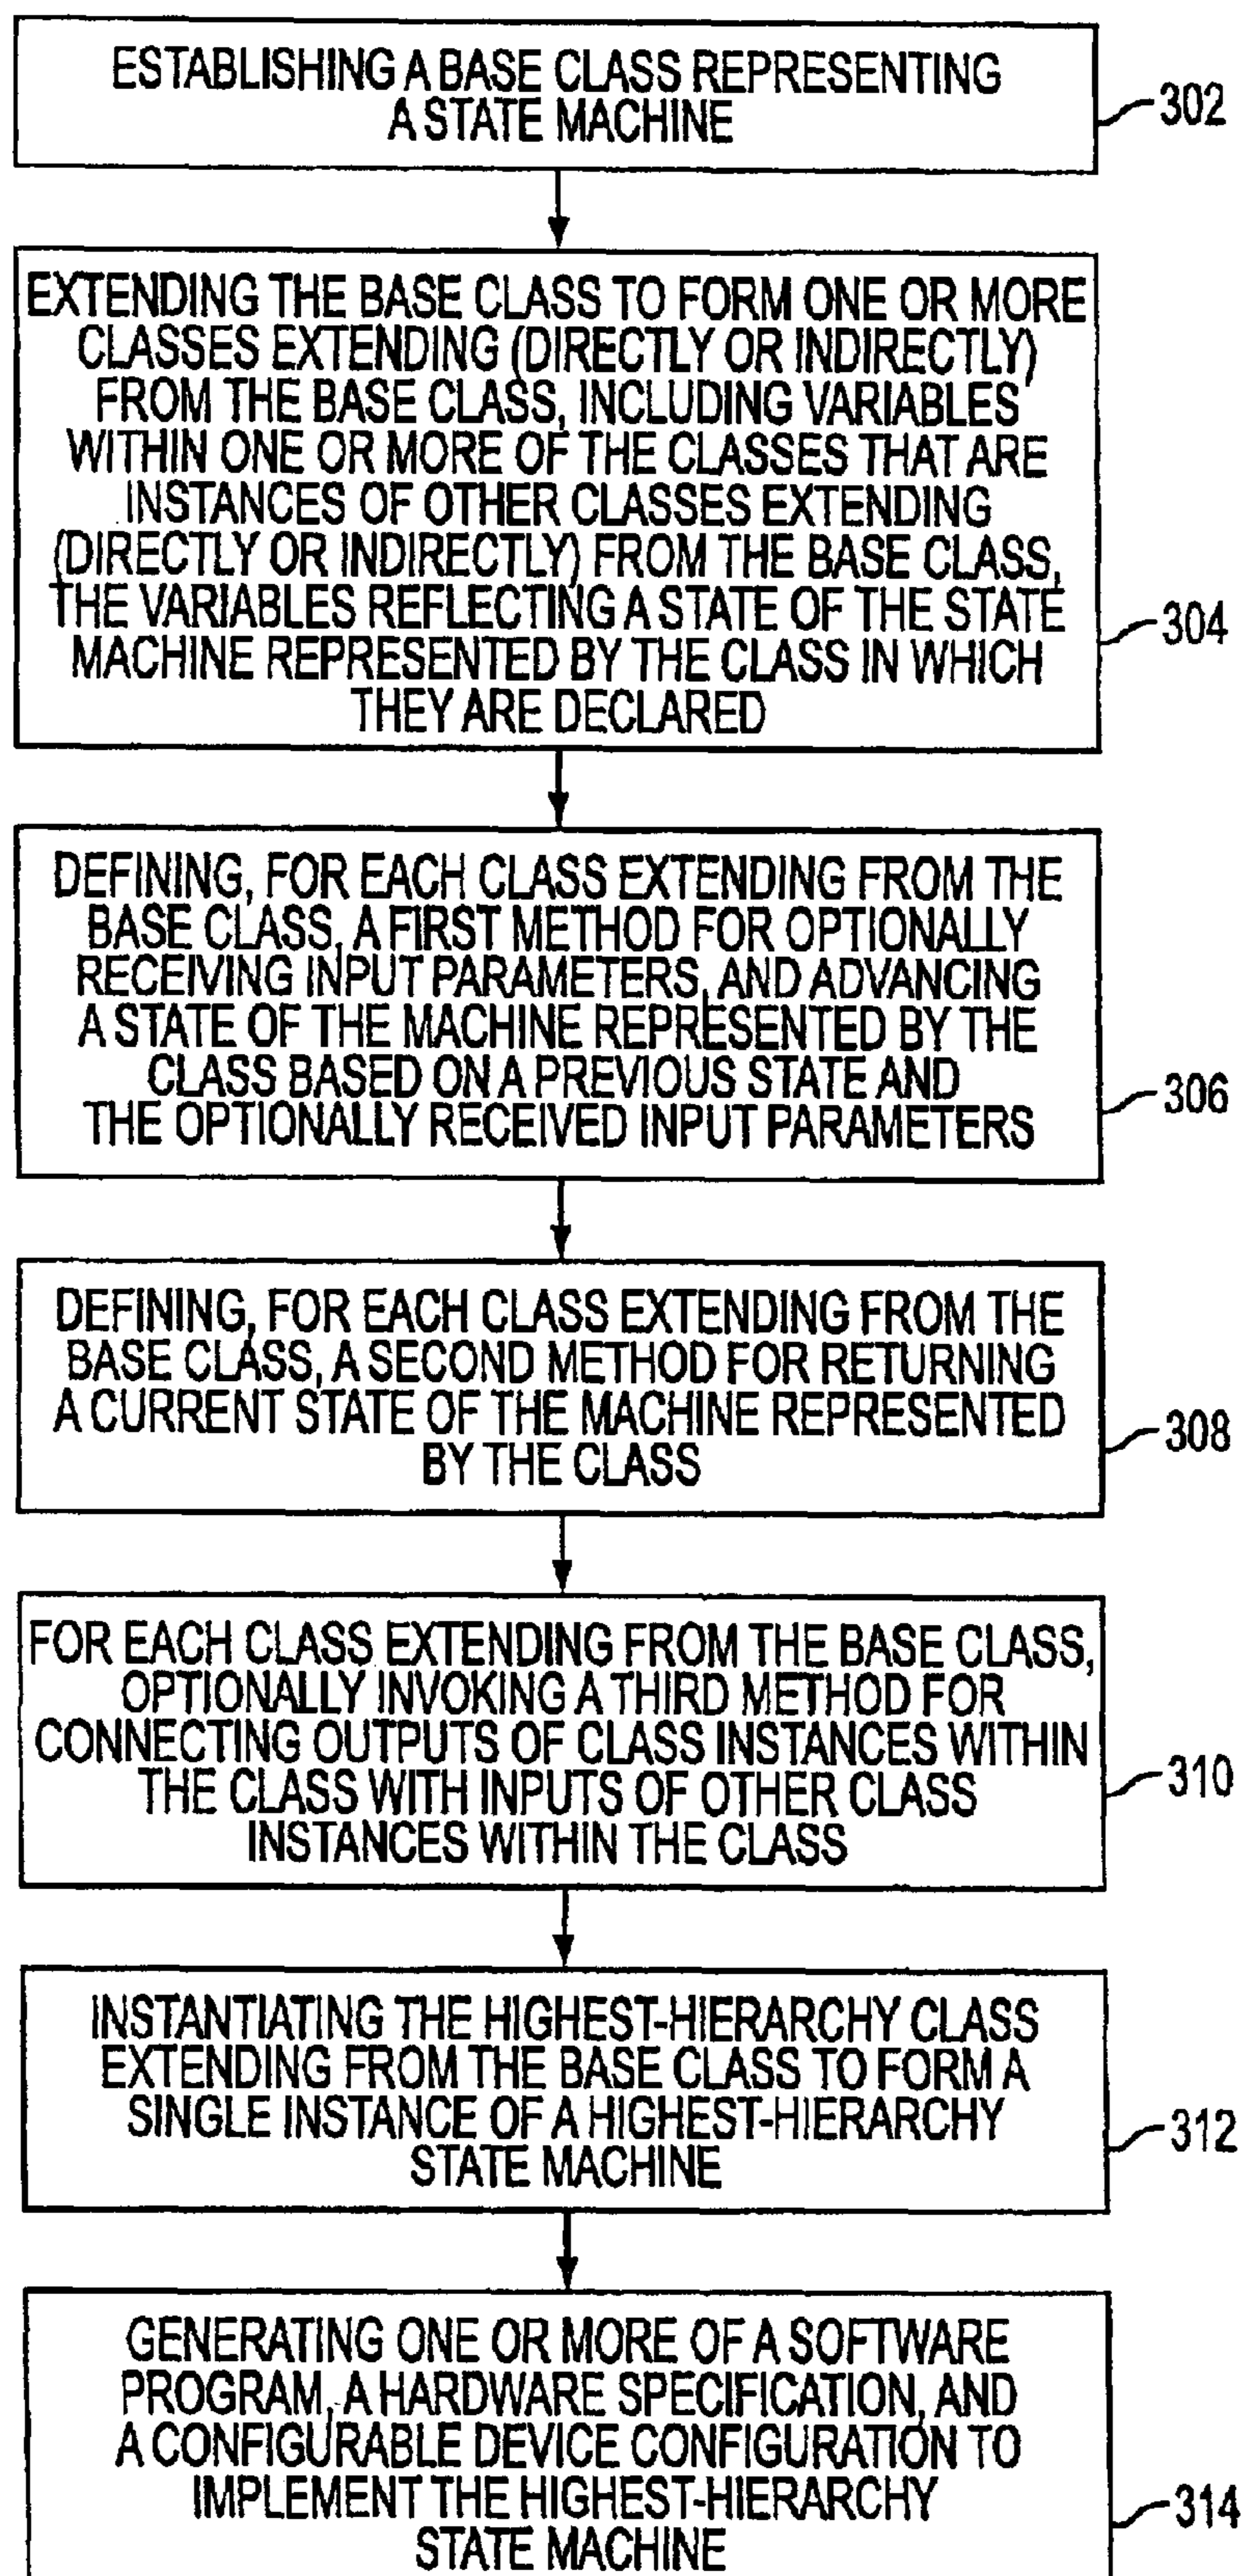 ESTABLISHING A BASE CLASS REPRESENTING
A STATE MACHINE
302
EXTENDING THE BASE CLASS TO FORM ONE OR MORE
CLASSES EXTENDING (DIRECTLY OR INDIRECTLY)
FROM THE BASE CLASS, INCLUDING VARIABLES
WITHIN ONE OR MORE OF THE CLASSES THAT ARE
INSTANCES OF OTHER CLASSES EXTENDING
(DIRECTLY OR INDIRECTLY) FROM THE BASE CLASS,
THE VARIABLES REFLECTING A STATE OF THE STATE
MACHINE REPRESENTED BY THE CLASS IN WHICH
THEY ARE DECLARED
304
DEFINING, FOR EACH CLASS EXTENDING FROM THE
BASE CLASS, A FIRST METHOD FOR OPTIONALLY
RECEIVING INPUT PARAMETERS, AND ADVANCING
A STATE OF THE MACHINE REPRESENTED BY THE
CLASS BASED ON A PREVIOUS STATE AND
THE OPTIONALLY RECEIVED INPUT PARAMETERS
306
DEFINING, FOR EACH CLASS EXTENDING FROM THE
BASE CLASS, A SECOND METHOD FOR RETURNING
A CURRENT STATE OF THE MACHINE REPRESENTED
BY THE CLASS
308
FOR EACH CLASS EXTENDING FROM THE BASE CLASS,
OPTIONALLY INVOKING A THIRD METHOD FOR
CONNECTING OUTPUTS OF CLASS INSTANCES WITHIN
THE CLASS WITH INPUTS OF OTHER CLASS
INSTANCES WITHIN THE CLASS
310
INSTANTIATING THE HIGHEST-HIERARCHY CLASS
EXTENDING FROM THE BASE CLASS TO FORM A
SINGLE INSTANCE OF A HIGHEST-HIERARCHY
STATE MACHINE
312
GENERATING ONE OR MORE OF A SOFTWARE
PROGRAM, A HARDWARE SPECIFICATION, AND
A CONFIGURABLE DEVICE CONFIGURATION TO
IMPLEMENT THE HIGHEST-HIERARCHY
STATE MACHINE
314